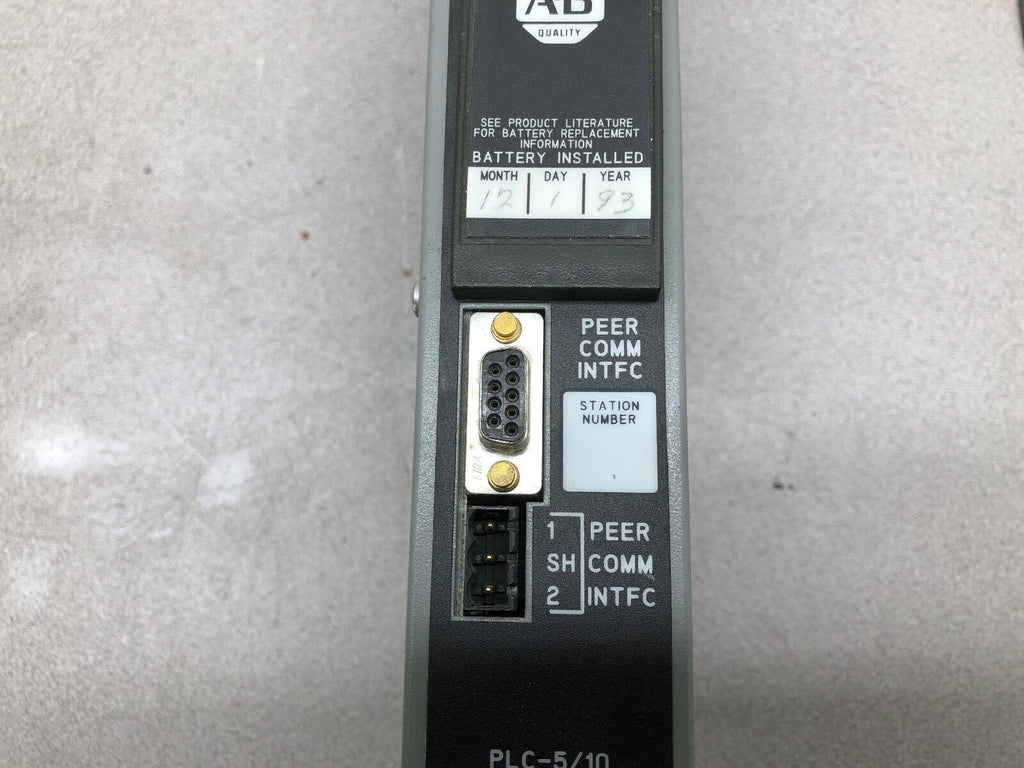 AB
QUALITY
SEE PRODUCT LITERATURE
FOR BATTERY REPLACEMENT
INFORMATION
BATTERY INSTALLED
MONTH DAY YEAR
12 1 93
PEER
COMM
INTFC
STATION
NUMBER
1 PEER
SH COMM
2 INTFC
PLC-5/10